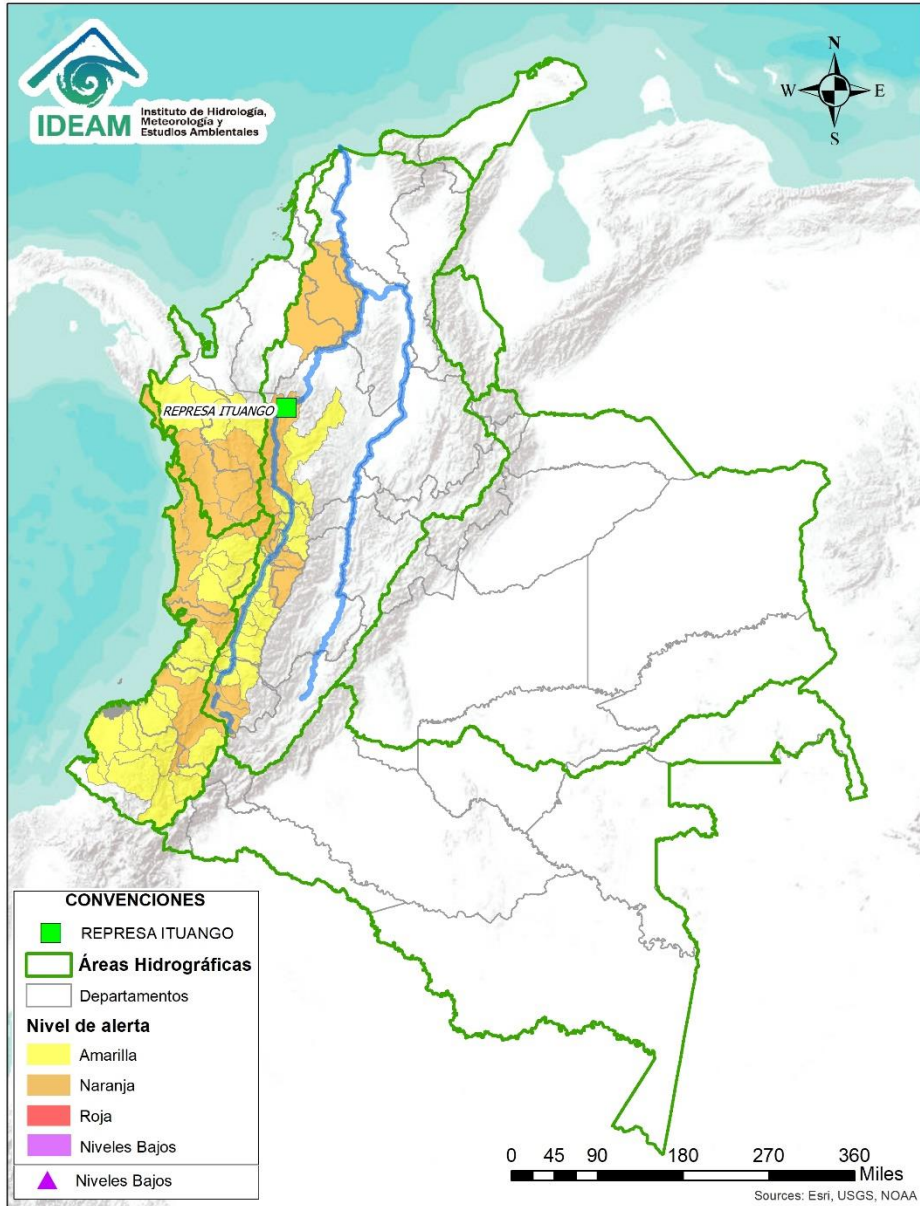 IDEAM
Instituto de Hidrología,
Meteorología y
Estudios Ambientales
N
W
E
S
REPRESA ITUANGO
CONVENCIONES
REPRESA ITUANGO
Áreas Hidrográficas
Departamentos
Nivel de alerta
Amarilla
Naranja
Roja
Niveles Bajos
Niveles Bajos
0 45 90 180 270 360
Miles
Sources: Esri, USGS, NOAA